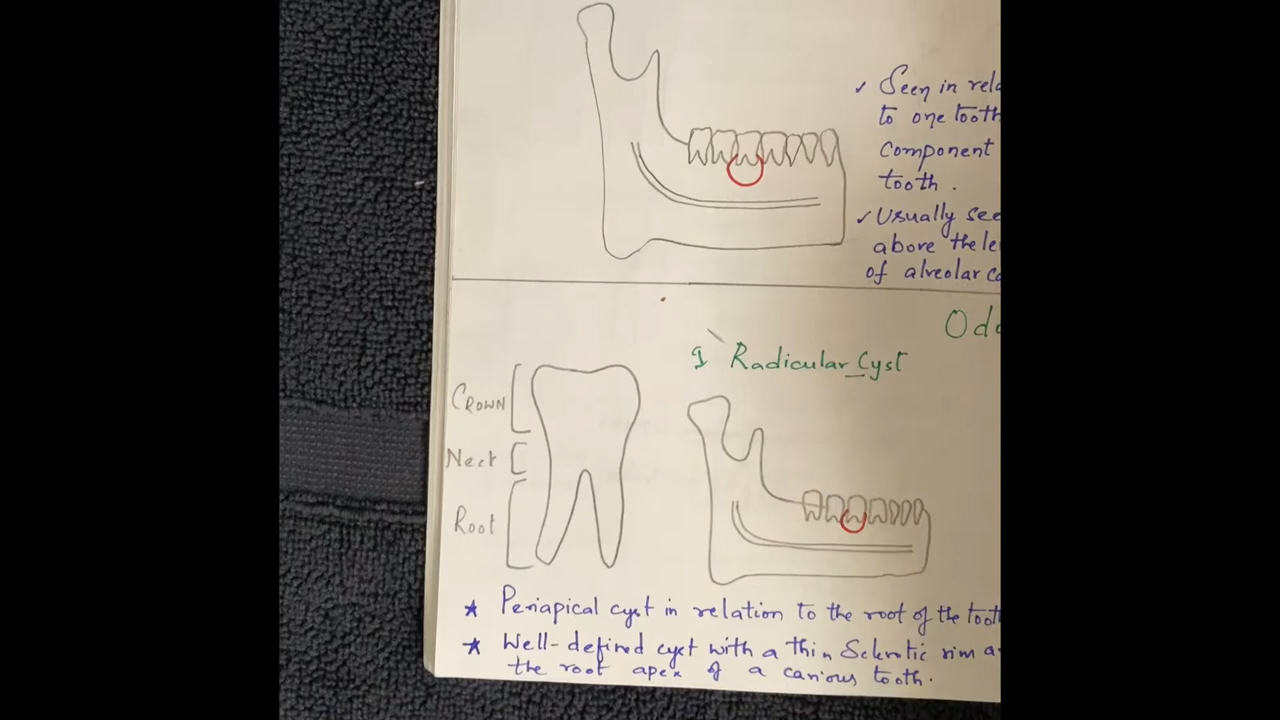 ✓ Seen in rela
to one tooth
component
tooth.
✓ Usually see
above the le
of alveolar ca
Odo
1 Radicular Cyst
CROWN
Neck
Root
★ Periapical cyst in relation to the root of the tooth
★ Well-defined cyst with a thin Sclerotic rim a
the root apex of a carious tooth.